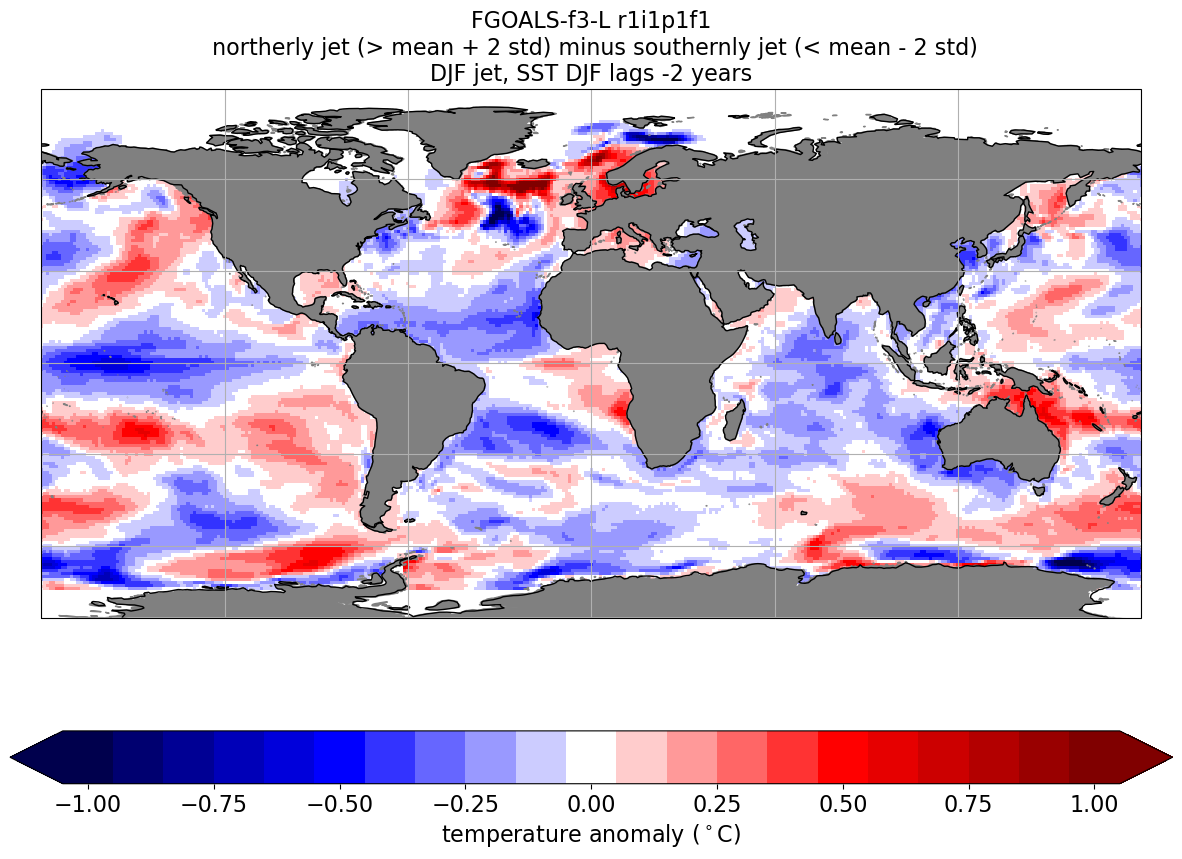 FGOALS-f3-L r1i1p1f1
northerly jet (> mean + 2 std) minus southernly jet (< mean - 2 std)
DJF jet, SST DJF lags -2 years
−1.00 −0.75 −0.50 −0.25 0.00 0.25 0.50 0.75 1.00
temperature anomaly (°C)